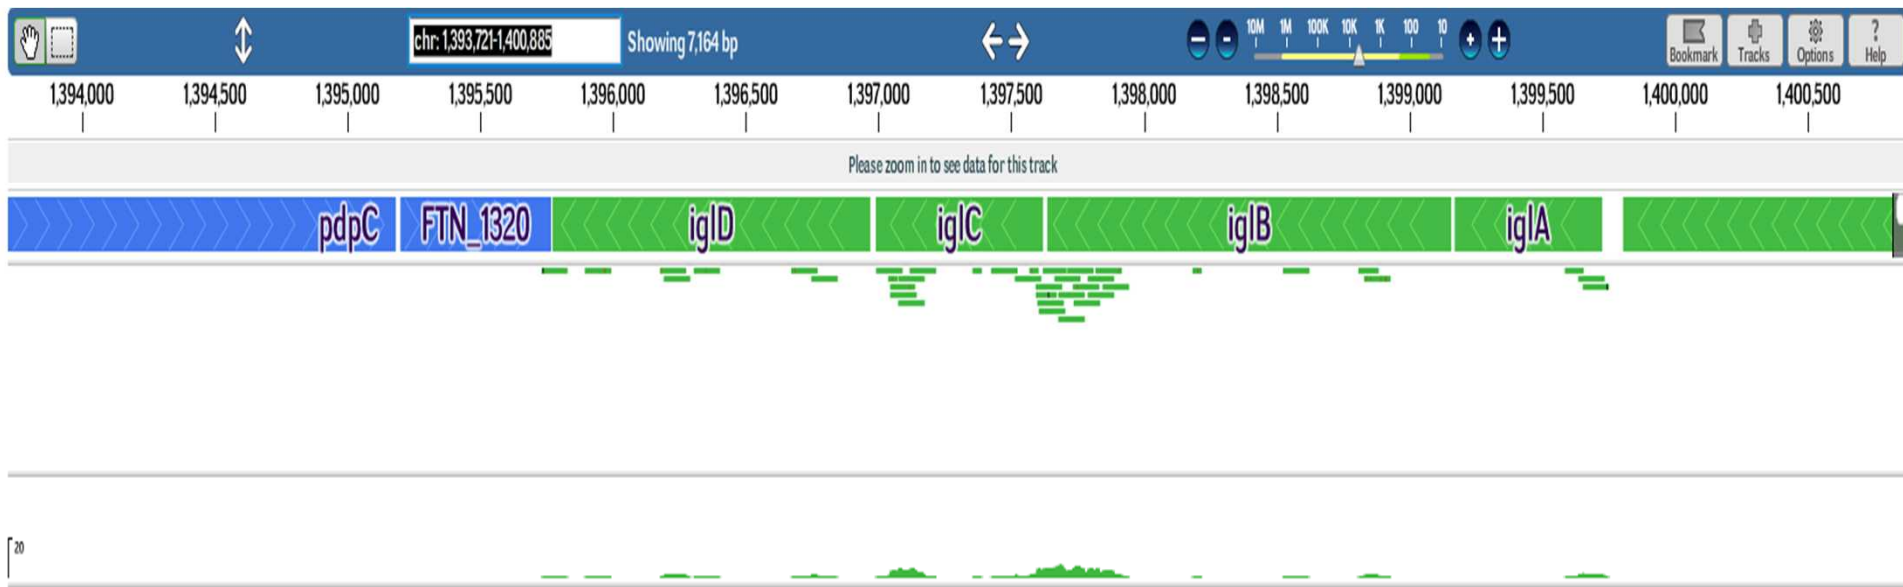 chr: 1,393,721-1,400,885 Showing 7,164 bp 10M 1M 100K 10K 1K 100 10 Bookmark Tracks Options ? Help
1,394,000 1,394,500 1,395,000 1,395,500 1,396,000 1,396,500 1,397,000 1,397,500 1,398,000 1,398,500 1,399,000 1,399,500 1,400,000 1,400,500
Please zoom in to see data for this track
pdpC FTN_1320 iglD iglC iglB iglA
20